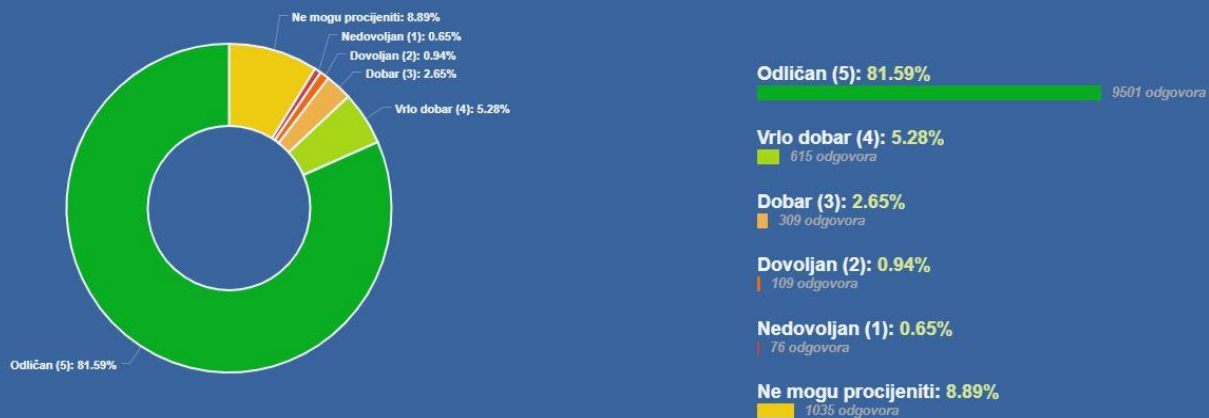 Ne mogu procijeniti: 8.89%
Nedovoljan (1): 0.65%
Dovoljan (2): 0.94%
Dobar (3): 2.65%
Vrlo dobar (4): 5.28%
Odličan (5): 81.59%
Odličan (5): 81.59%
9501 odgovora
Vrlo dobar (4): 5.28%
615 odgovora
Dobar (3): 2.65%
309 odgovora
Dovoljan (2): 0.94%
109 odgovora
Nedovoljan (1): 0.65%
76 odgovora
Ne mogu procijeniti: 8.89%
1035 odgovora